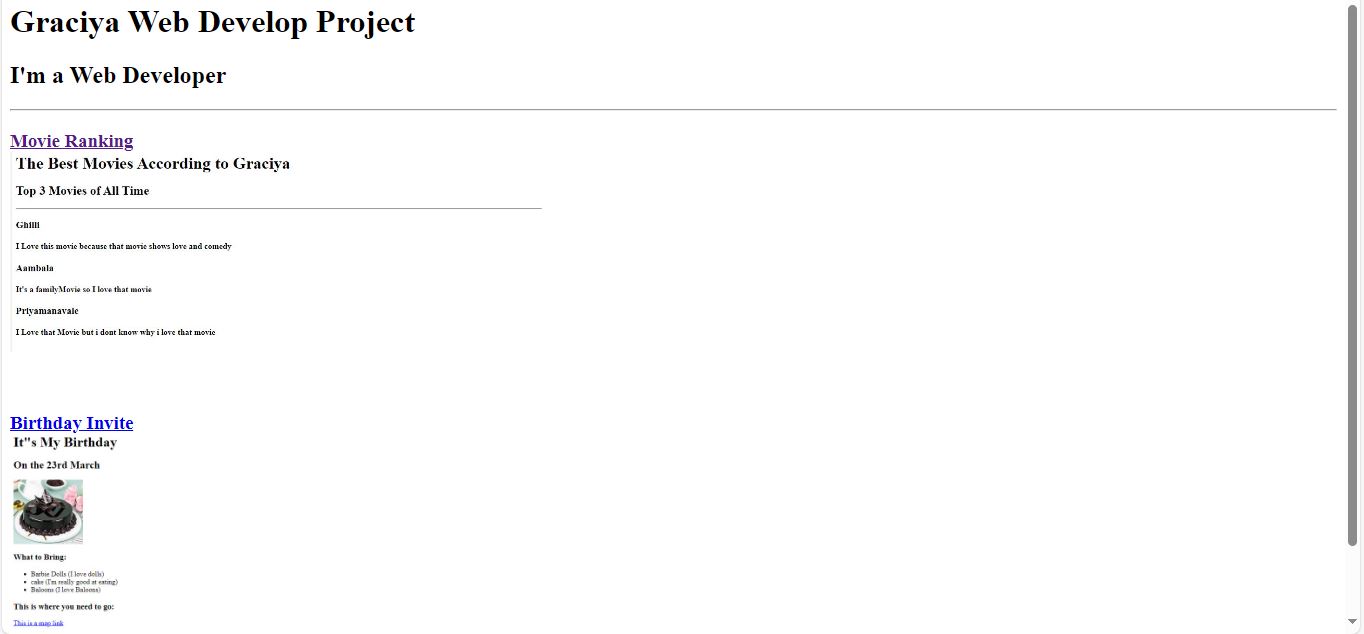 Graciya Web Develop Project
I'm a Web Developer
Movie Ranking
The Best Movies According to Graciya
Top 3 Movies of All Time
Ghilli
I Love this movie because that movie shows love and comedy
Aambala
It's a familyMovie so I love that movie
Priyamanavale
I Love that Movie but i dont know why i love that movie
Birthday Invite
It"s My Birthday
On the 23rd March
What to Bring:
Barbie Dolls (I love dolls)
cake (I'm really good at eating)
Baloons (I love Baloons)
This is where you need to go:
This is a map link